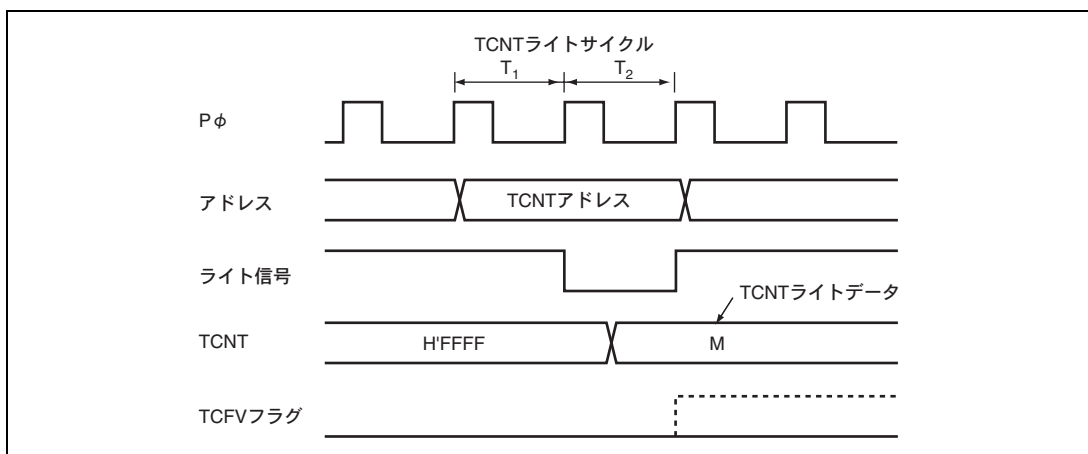 TCNTライトサイクル
T1 T2
Pφ
アドレス TCNTアドレス
ライト信号
TCNTライトデータ
TCNT H'FFFF M
TCFVフラグ